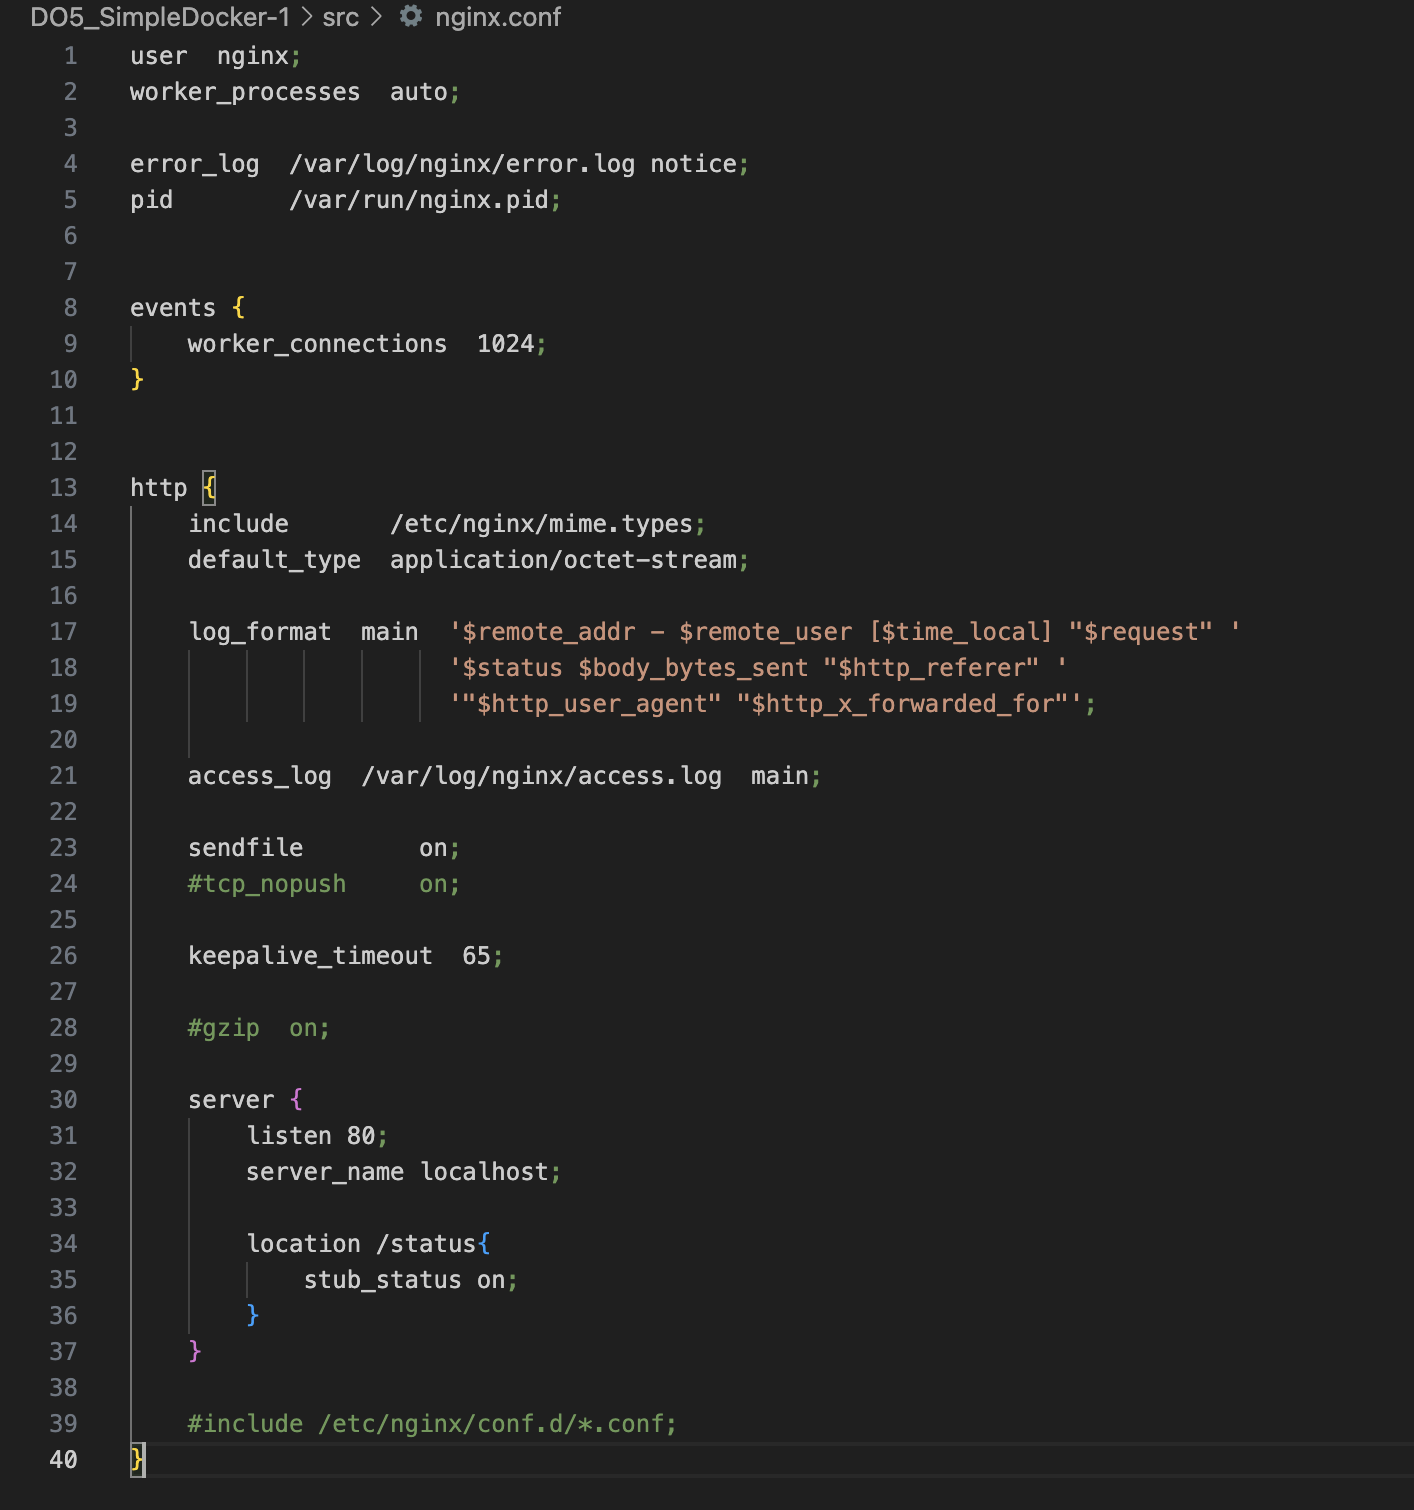 DO5_SimpleDocker-1 > src > nginx.conf
1 user  nginx;
2 worker_processes  auto;
3
4 error_log  /var/log/nginx/error.log notice;
5 pid        /var/run/nginx.pid;
6
7
8 events {
9     worker_connections  1024;
10 }
11
12
13 http {
14     include       /etc/nginx/mime.types;
15     default_type  application/octet-stream;
16
17     log_format  main  '$remote_addr - $remote_user [$time_local] "$request" '
18                       '$status $body_bytes_sent "$http_referer" '
19                       '"$http_user_agent" "$http_x_forwarded_for"';
20
21     access_log  /var/log/nginx/access.log  main;
22
23     sendfile        on;
24     #tcp_nopush     on;
25
26     keepalive_timeout  65;
27
28     #gzip  on;
29
30     server {
31         listen 80;
32         server_name localhost;
33
34         location /status{
35             stub_status on;
36         }
37     }
38
39     #include /etc/nginx/conf.d/*.conf;
40 }